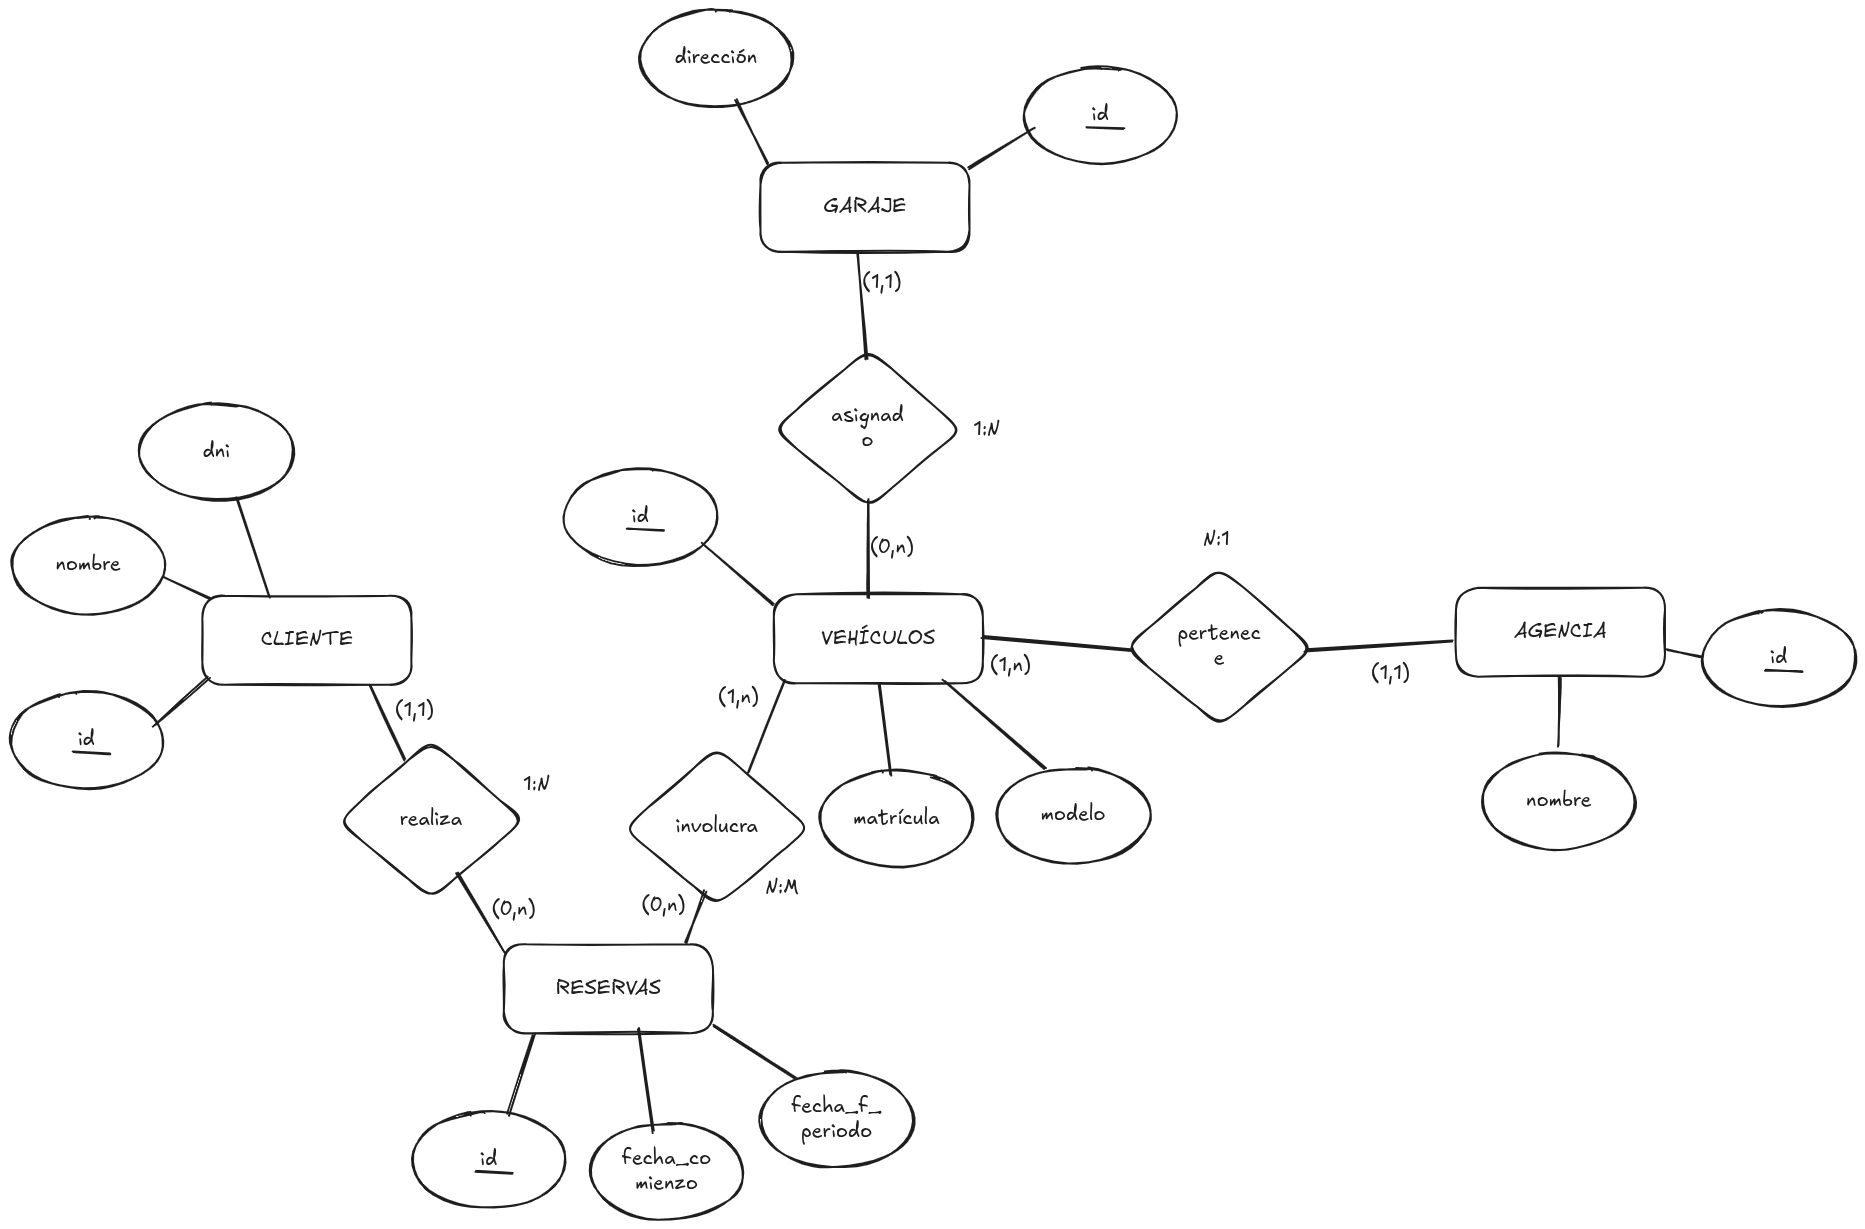 dirección
id
GARAJE
(1,1)
asignad
o
1:N
(0,n)
dni
nombre
id
CLIENTE
(1,1)
realiza
1:N
(0,n)
id
VEHÍCULOS
(1,n)
(1,n)
matrícula
modelo
N:1
pertenec
e
(1,1)
AGENCIA
id
nombre
involucra
N:M
(0,n)
RESERVAS
id
fecha_co
mienzo
fecha_f_
periodo